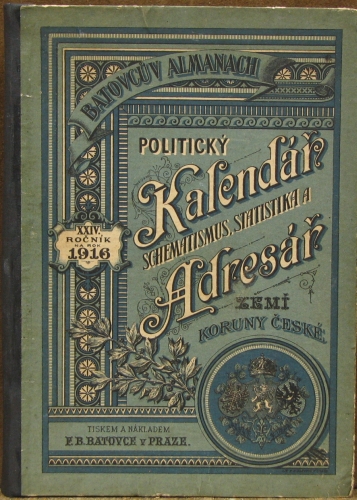 BATOVCŮV ALMANACH
POLITICKÝ
Kalendář
SCHEMATISMUS, STATISTIKA A
Adresář
ZEMÍ
KORUNY ČESKÉ.
XXIV.
ROČNÍK
NA ROK
1916
TISKEM A NÁKLADEM
F. B. BATOVCE V PRAZE.